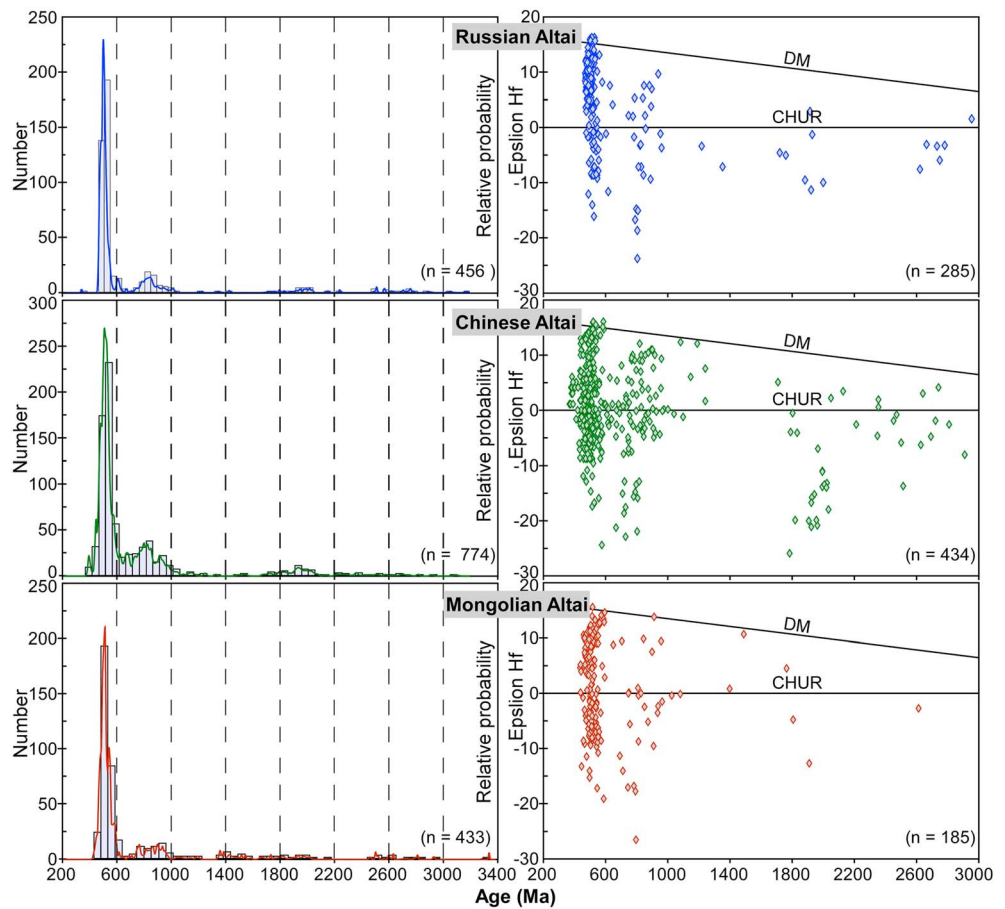 Russian Altai
250
200
150
100
50
0
Number
Relative probability
(n = 456 )
20
10
0
-10
-20
-30
Epslion Hf
DM
CHUR
(n = 285)
Chinese Altai
300
250
200
150
100
50
0
Number
Relative probability
(n = 774)
20
10
0
-10
-20
-30
Epslion Hf
DM
CHUR
(n = 434)
Mongolian Altai
250
200
150
100
50
0
Number
Relative probability
(n = 433)
20
10
0
-10
-20
-30
Epslion Hf
DM
CHUR
(n = 185)
200 600 1000 1400 1800 2200 2600 3000 3400
200 600 1000 1400 1800 2200 2600 3000
Age (Ma)